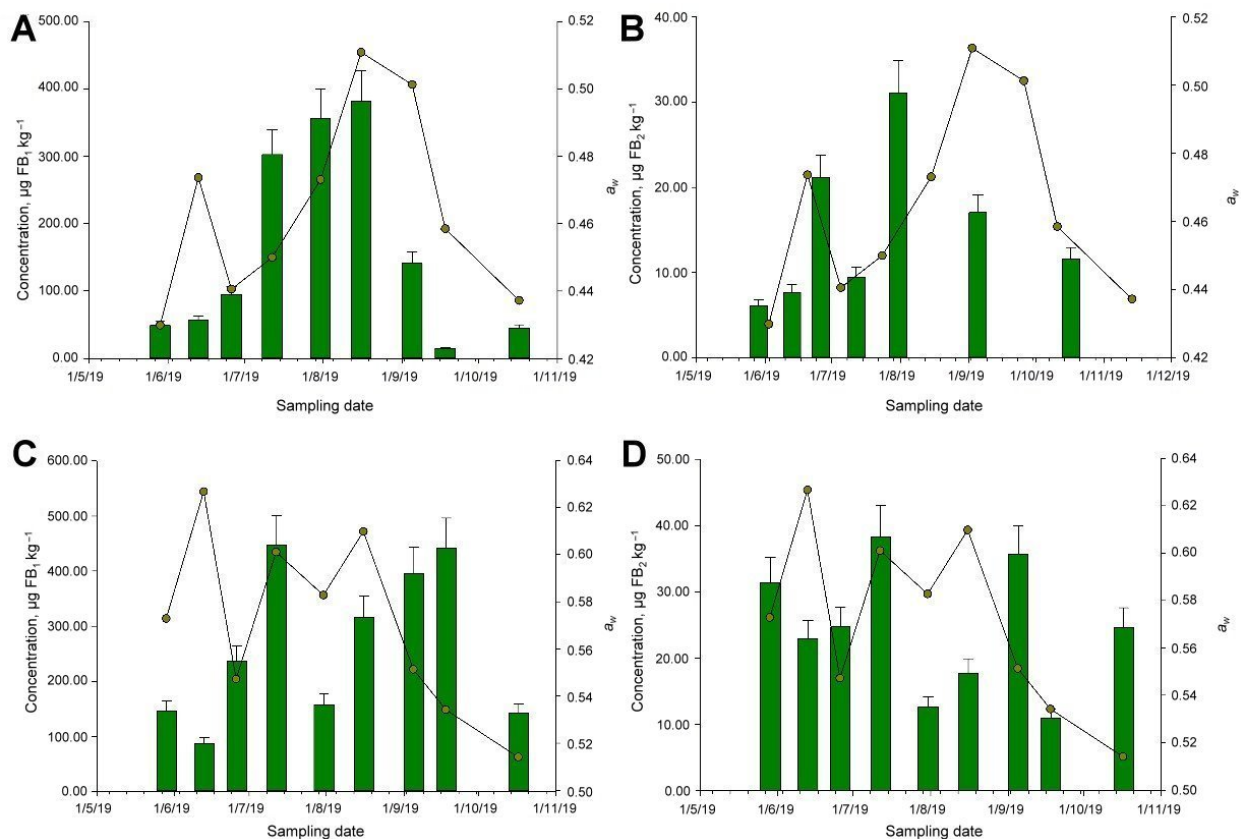 A
Concentration, µg FB₁ kg⁻¹
500.00
400.00
300.00
200.00
100.00
0.00
0.52
0.50
0.48
0.46
0.44
0.42
a_w
1/5/19 1/6/19 1/7/19 1/8/19 1/9/19 1/10/19 1/11/19
Sampling date
B
Concentration, µg FB₂ kg⁻¹
40.00
30.00
20.00
10.00
0.00
0.52
0.50
0.48
0.46
0.44
0.42
a_w
1/5/19 1/6/19 1/7/19 1/8/19 1/9/19 1/10/19 1/11/19 1/12/19
Sampling date
C
Concentration, µg FB₁ kg⁻¹
600.00
500.00
400.00
300.00
200.00
100.00
0.00
0.64
0.62
0.60
0.58
0.56
0.54
0.52
0.50
a_w
1/5/19 1/6/19 1/7/19 1/8/19 1/9/19 1/10/19 1/11/19
Sampling date
D
Concentration, µg FB₂ kg⁻¹
50.00
40.00
30.00
20.00
10.00
0.00
0.64
0.62
0.60
0.58
0.56
0.54
0.52
0.50
a_w
1/5/19 1/6/19 1/7/19 1/8/19 1/9/19 1/10/19 1/11/19
Sampling date